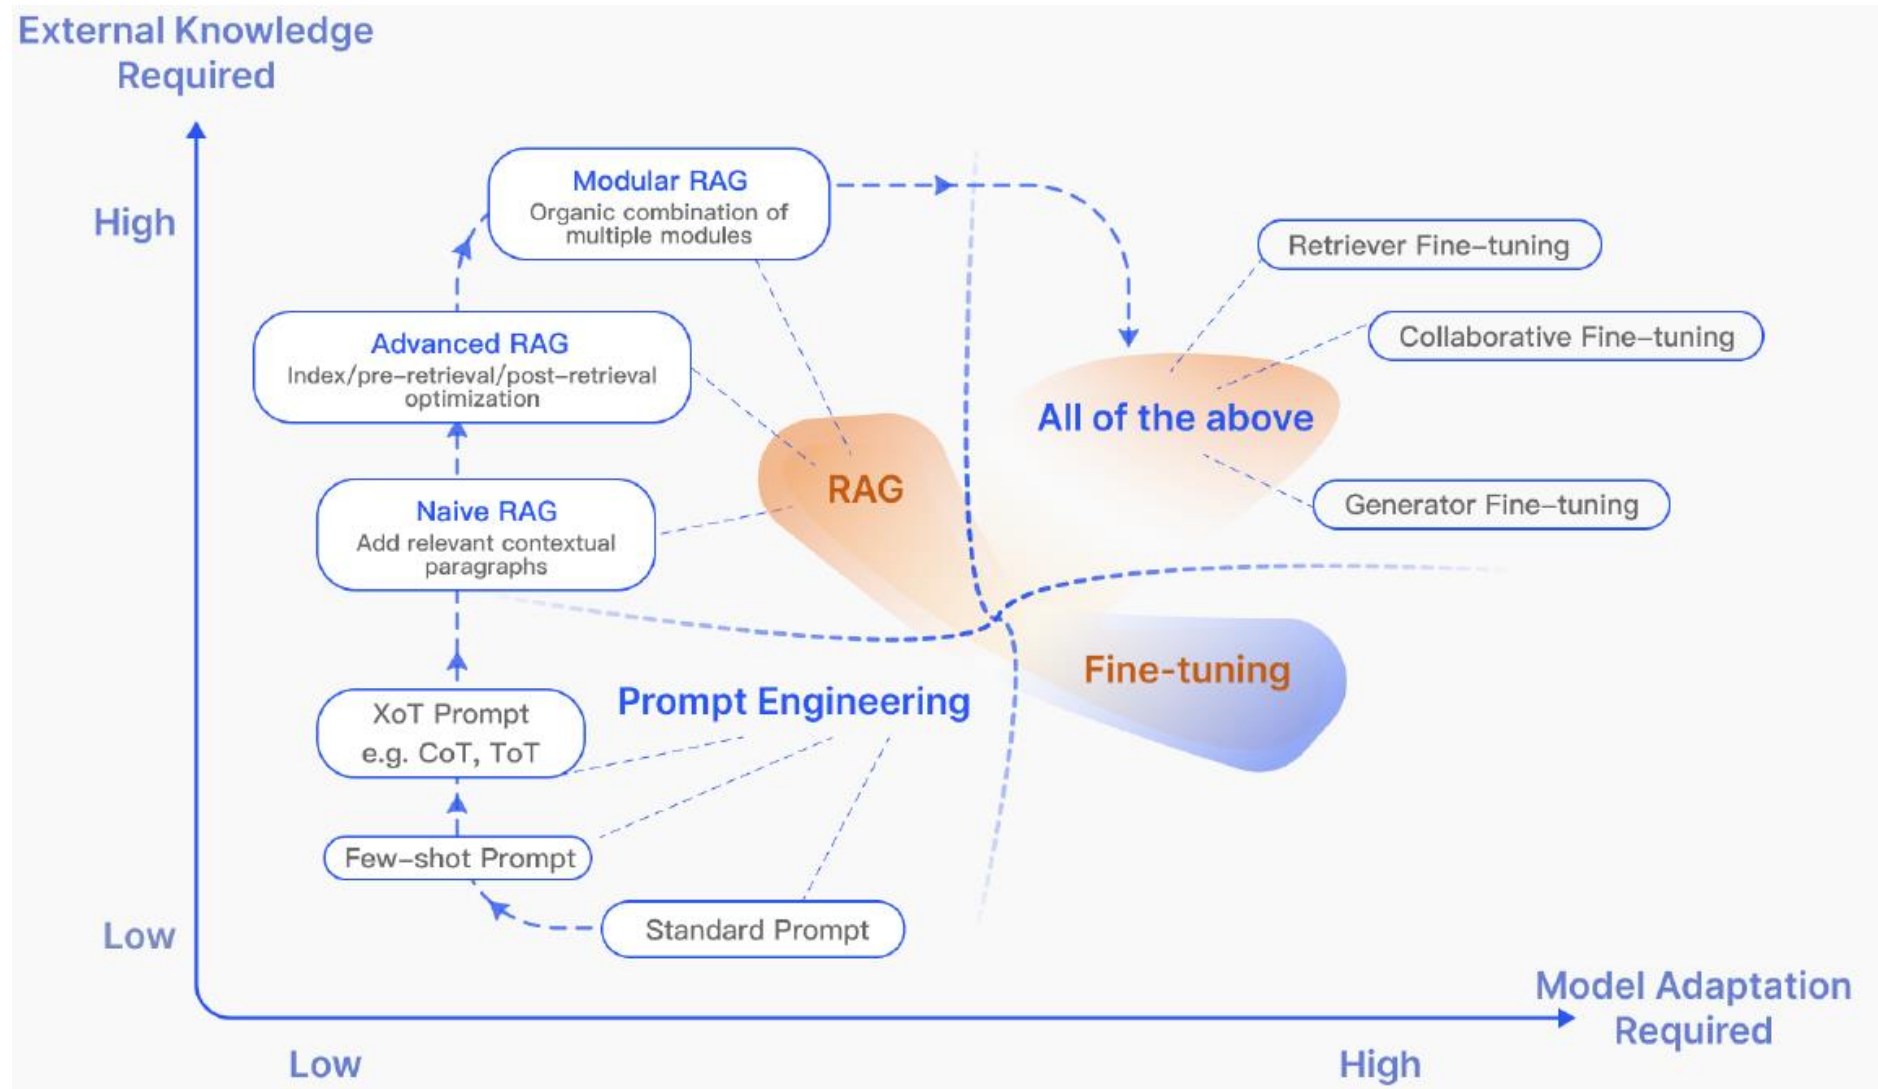 External Knowledge
Required
High
Modular RAG
Organic combination of
multiple modules
Retriever Fine–tuning
Advanced RAG
Index/pre-retrieval/post–retrieval
optimization
Collaborative Fine–tuning
All of the above
RAG
Naive RAG
Add relevant contextual
paragraphs
Generator Fine–tuning
Fine-tuning
Prompt Engineering
XoT Prompt
e.g. CoT, ToT
Few–shot Prompt
Standard Prompt
Low
Model Adaptation
Required
Low
High